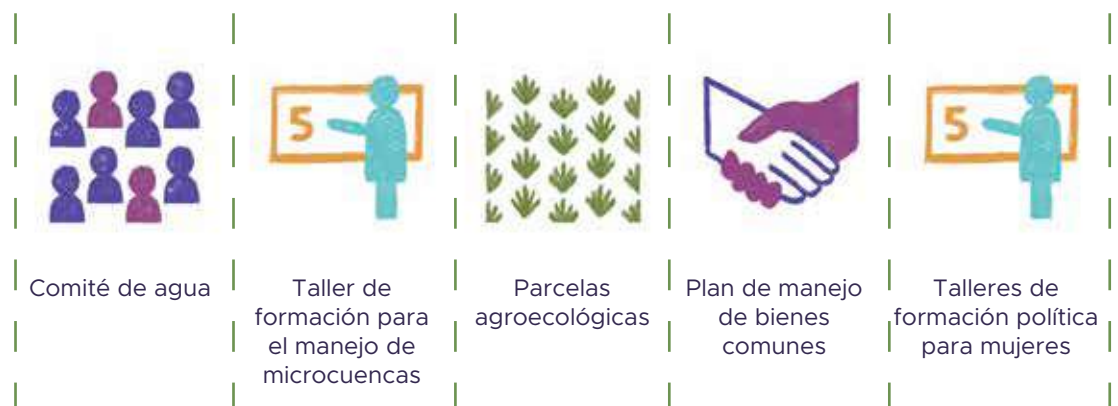 5
5
Comité de agua
Taller de
formación para
el manejo de
microcuencas
Parcelas
agroecológicas
Plan de manejo
de bienes
comunes
Talleres de
formación política
para mujeres